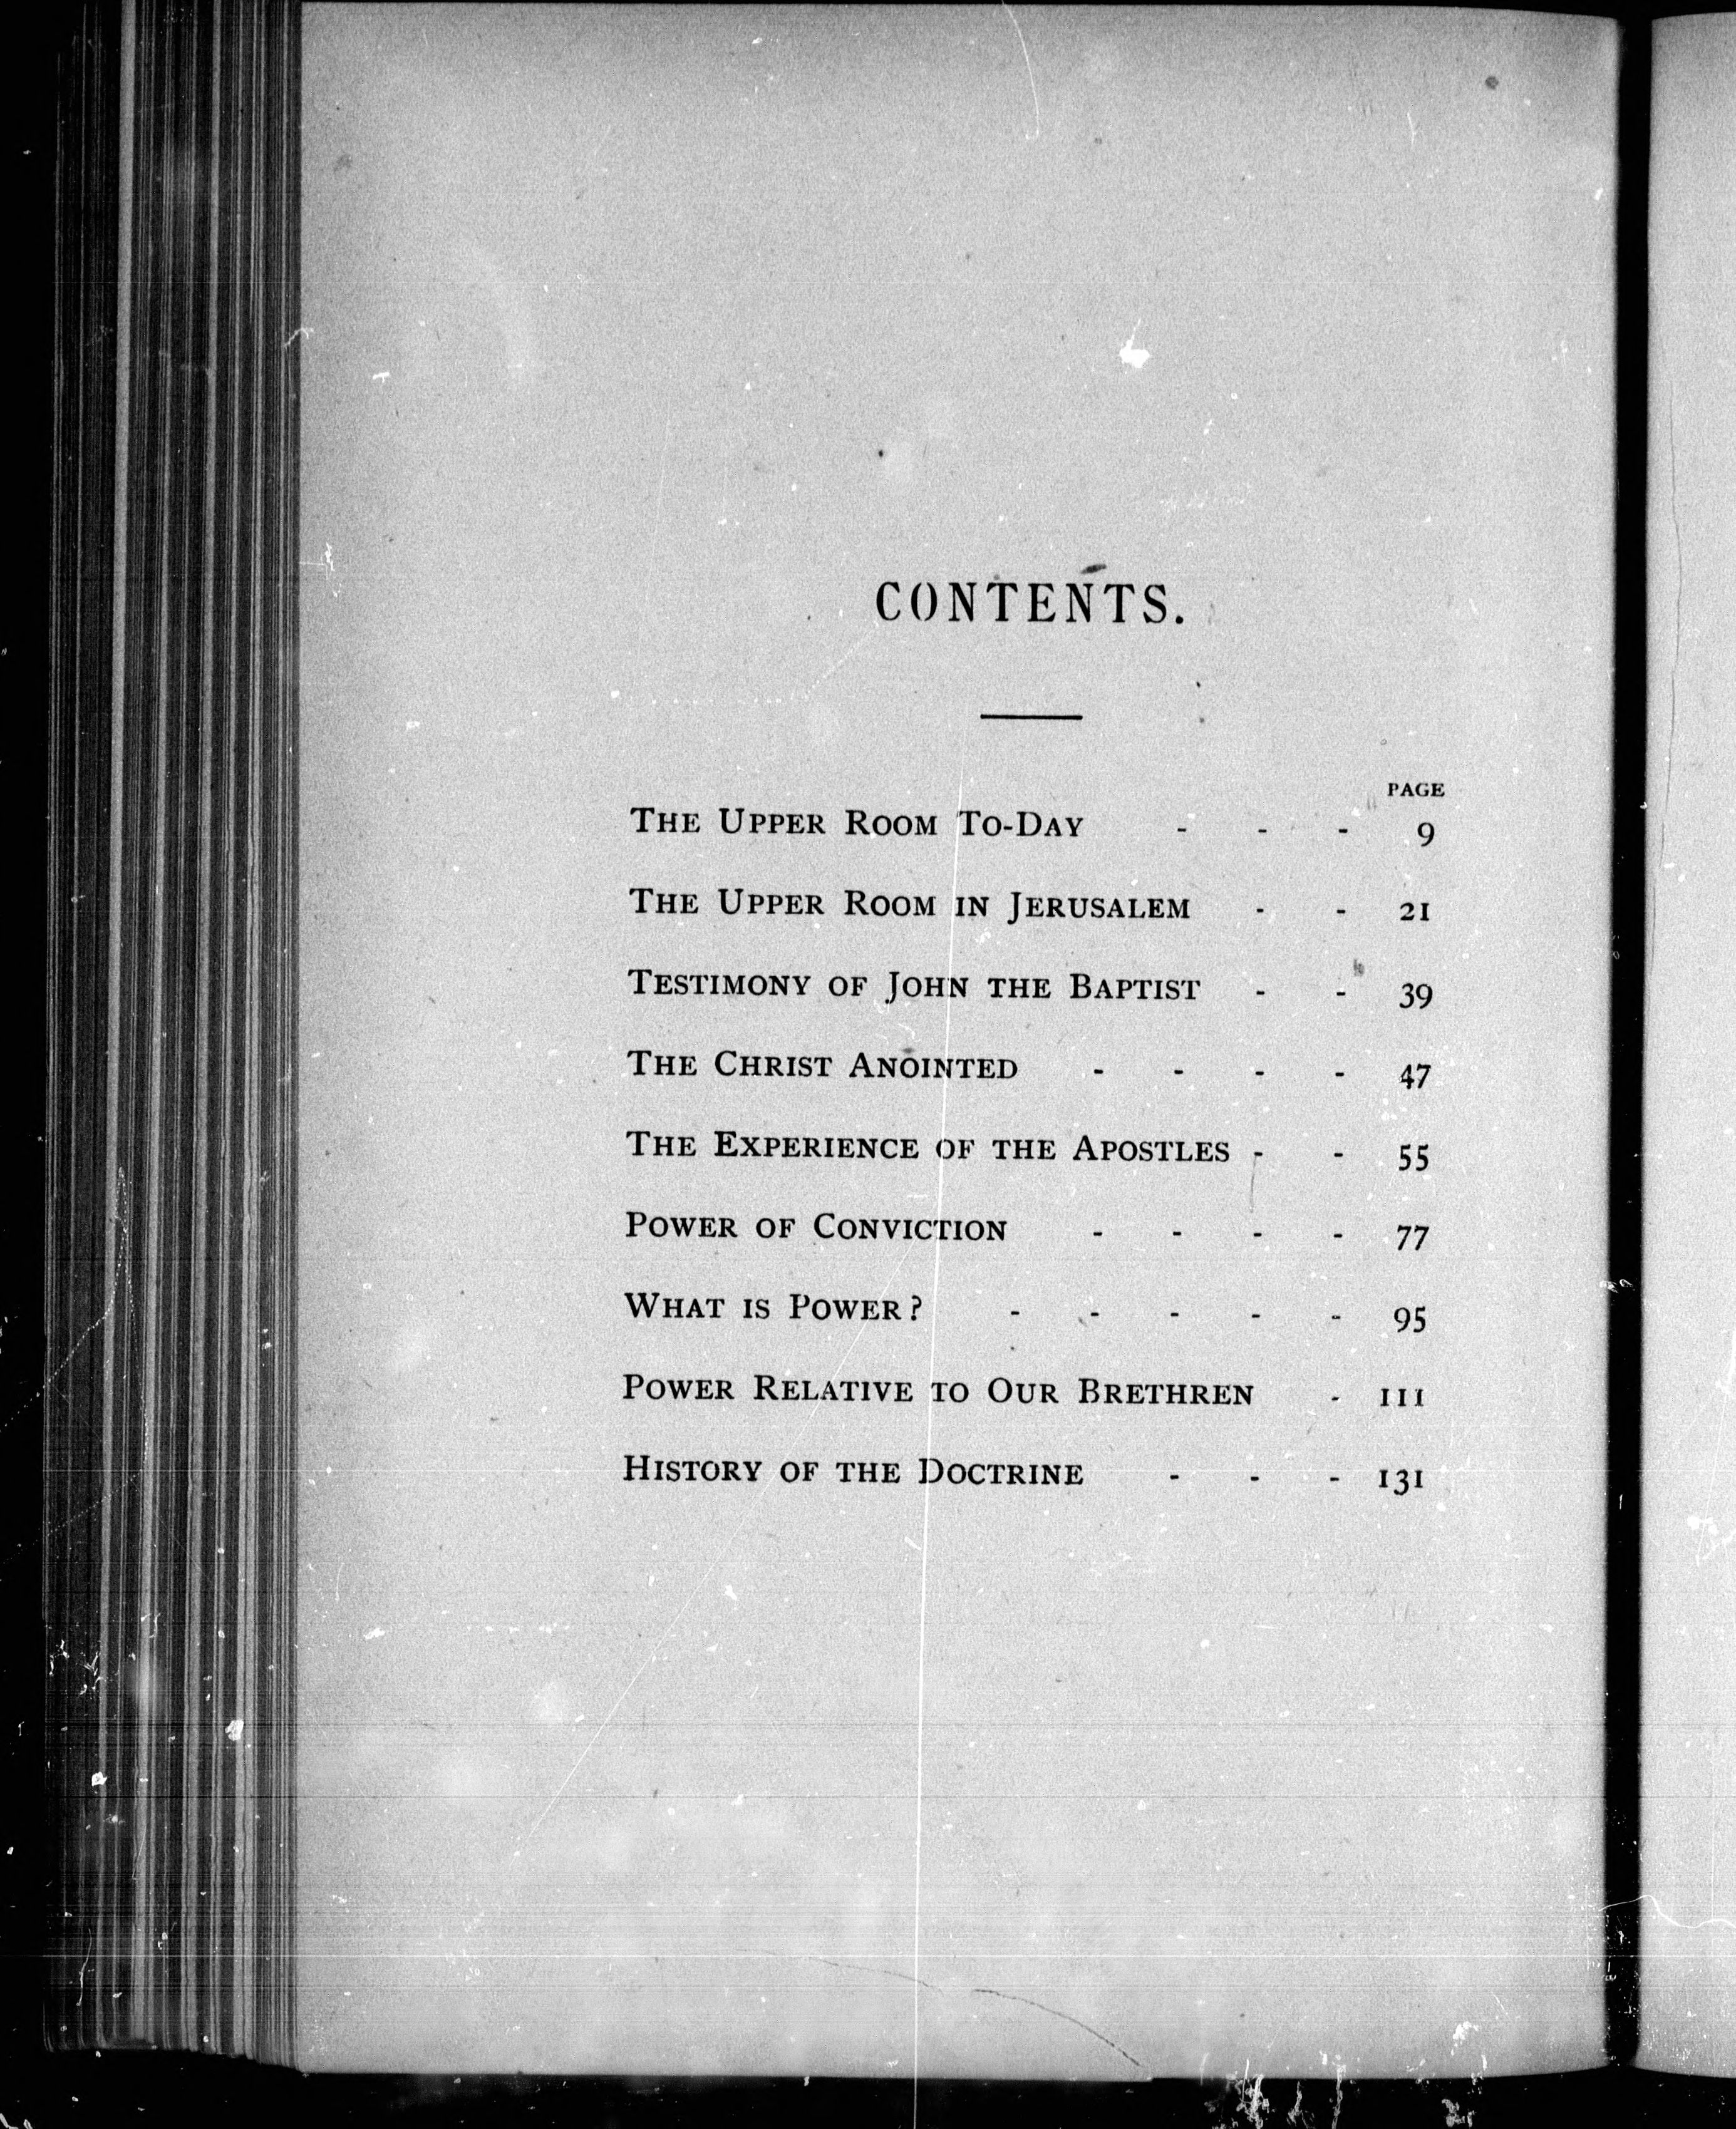 CONTENTS.
PAGE
THE UPPER ROOM TO-DAY - - - 9
THE UPPER ROOM IN JERUSALEM - - 21
TESTIMONY OF JOHN THE BAPTIST - - 39
THE CHRIST ANOINTED - - - - 47
THE EXPERIENCE OF THE APOSTLES - - 55
POWER OF CONVICTION - - - - 77
WHAT IS POWER? - - - - - 95
POWER RELATIVE TO OUR BRETHREN - 111
HISTORY OF THE DOCTRINE - - - 131